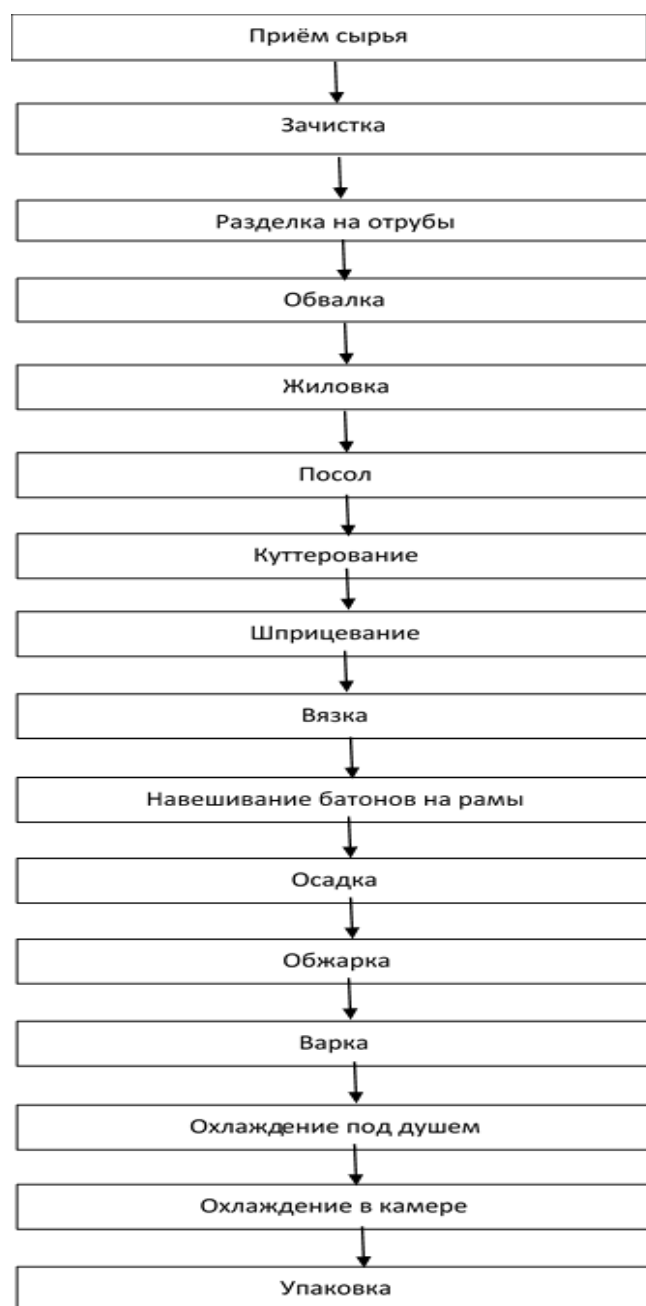 Приём сырья
Зачистка
Разделка на отрубы
Обвалка
Жиловка
Посол
Куттерование
Шприцевание
Вязка
Навешивание батонов на рамы
Осадка
Обжарка
Варка
Охлаждение под душем
Охлаждение в камере
Упаковка